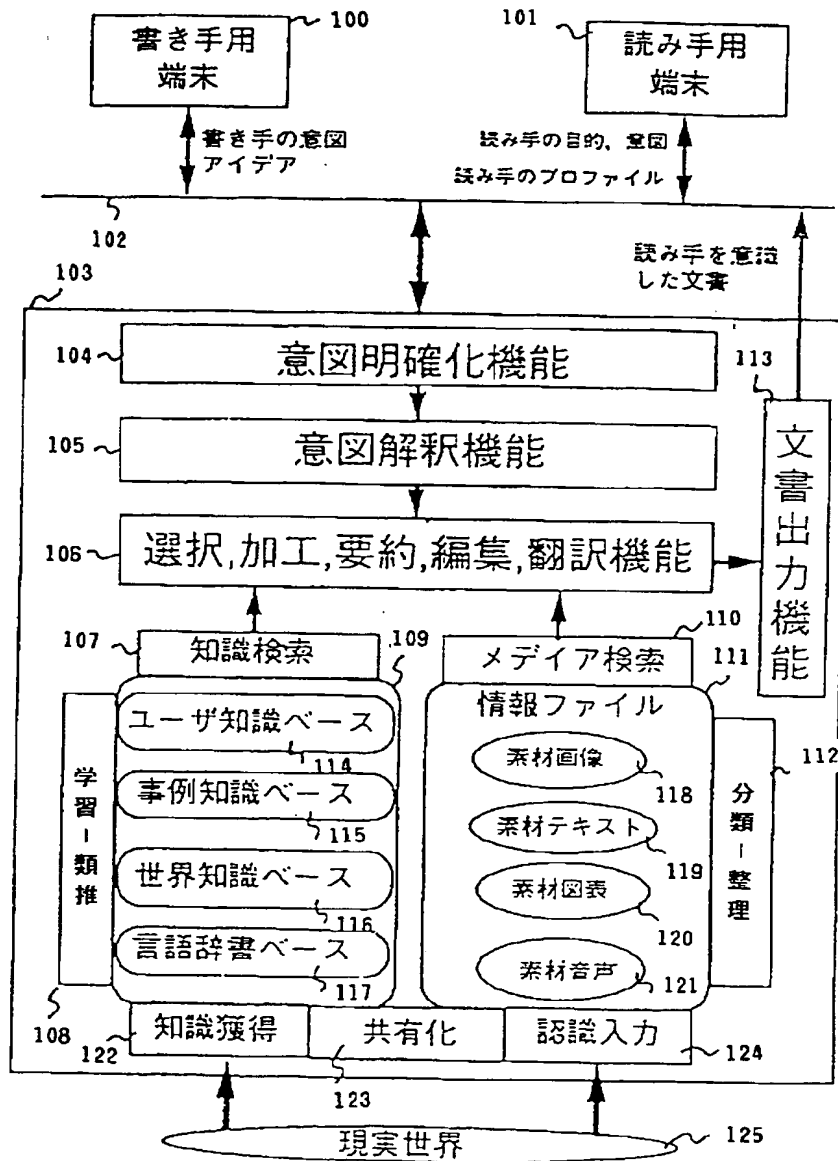 100
書き手用
端末
101
読み手用
端末
書き手の意図
アイデア
読み手の目的, 意図
読み手のプロファイル
102
読み手を意識
した文書
103
104
意図明確化機能
113
文書出力機能
105
意図解釈機能
106
選択,加工,要約,編集,翻訳機能
107
知識検索
109
110
メデイア検索
111
ユーザ知識ベース
114
事例知識ベース
115
世界知識ベース
116
言語辞書ベース
117
学習ー類推
108
情報ファイル
素材画像
118
素材テキスト
119
素材図表
120
素材音声
121
112
分類ー整理
122
知識獲得
共有化
123
認識入力
124
現実世界
125